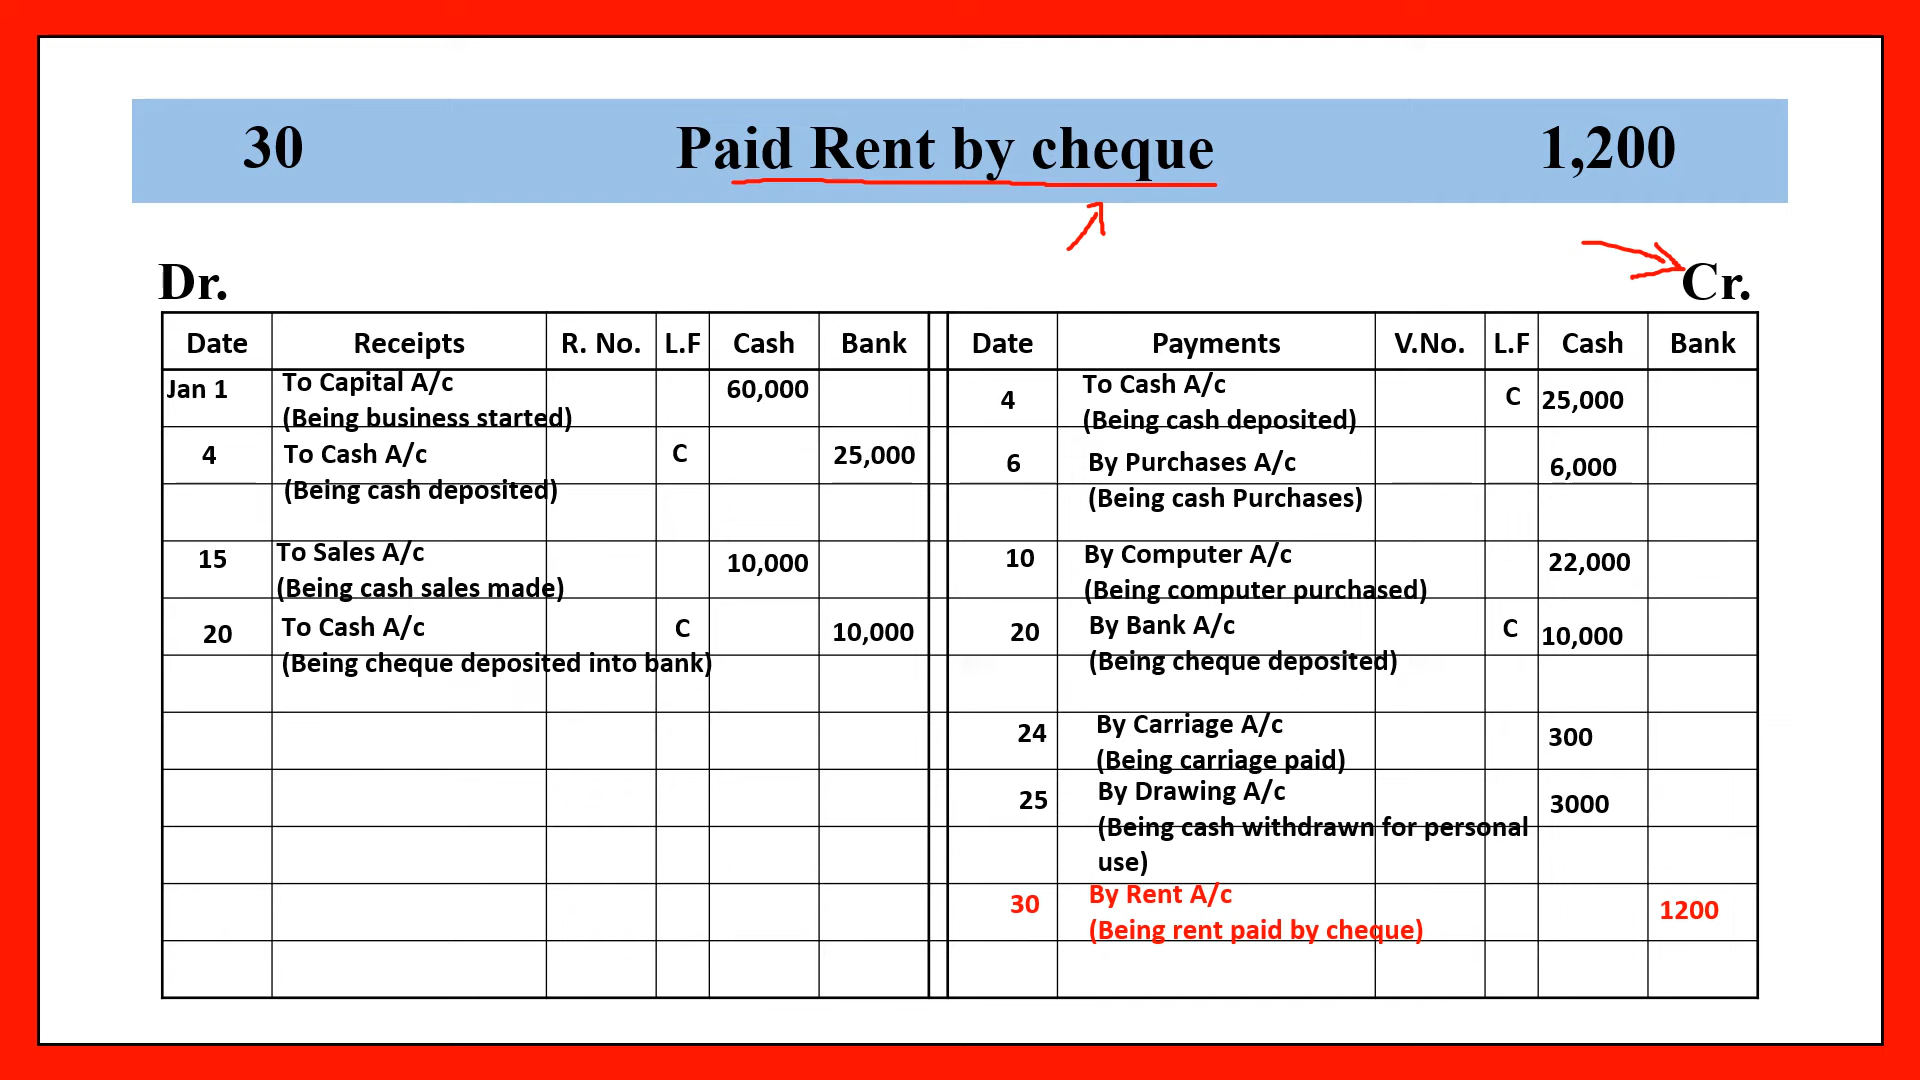 30 Paid Rent by cheque 1,200
Dr. Cr.
Date Receipts R. No. L.F Cash Bank Date Payments V.No. L.F Cash Bank
Jan 1 To Capital A/c 60,000
(Being business started)
4 To Cash A/c C 25,000
(Being cash deposited)
15 To Sales A/c 10,000
(Being cash sales made)
20 To Cash A/c C 10,000
(Being cheque deposited into bank)
4 To Cash A/c C 25,000
(Being cash deposited)
6 By Purchases A/c 6,000
(Being cash Purchases)
10 By Computer A/c 22,000
(Being computer purchased)
20 By Bank A/c C 10,000
(Being cheque deposited)
24 By Carriage A/c 300
(Being carriage paid)
25 By Drawing A/c 3000
(Being cash withdrawn for personal
use)
30 By Rent A/c 1200
(Being rent paid by cheque)